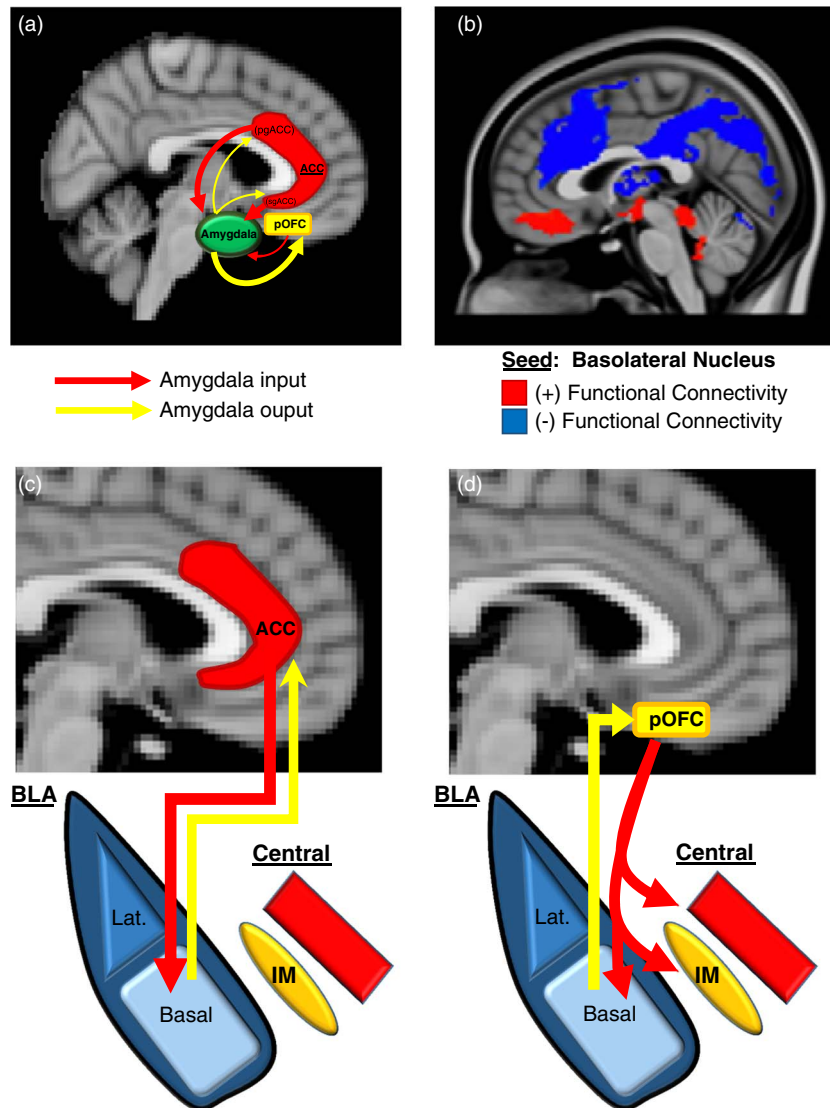 (a)
(pgACC)
ACC
(sgACC)
Amygdala
pOFC
Amygdala input
Amygdala ouput
(b)
Seed: Basolateral Nucleus
(+) Functional Connectivity
(-) Functional Connectivity
(c)
ACC
BLA
Central
Lat.
IM
Basal
(d)
pOFC
BLA
Central
Lat.
IM
Basal